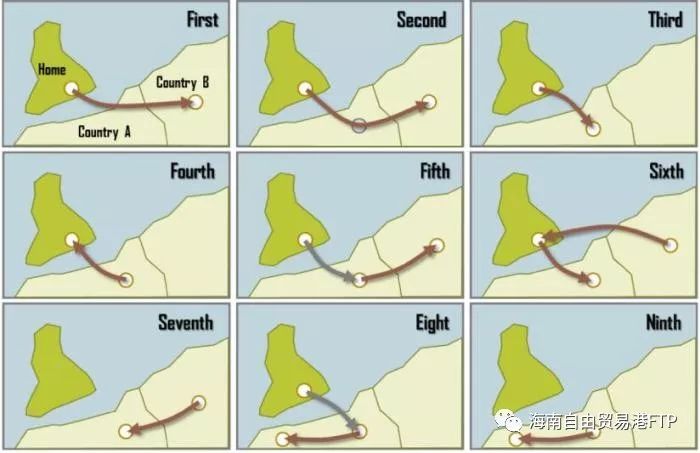 First
Home
Country B
Country A
Second
Third
Fourth
Fifth
Sixth
Seventh
Eight
Ninth
海南自由贸易港FTP